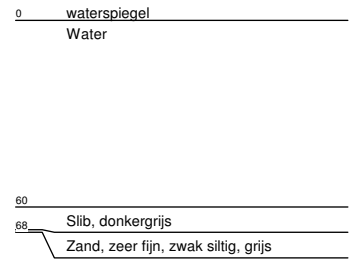 0 waterspiegel
Water
60
Slib, donkergrijs
68
Zand, zeer fijn, zwak siltig, grijs